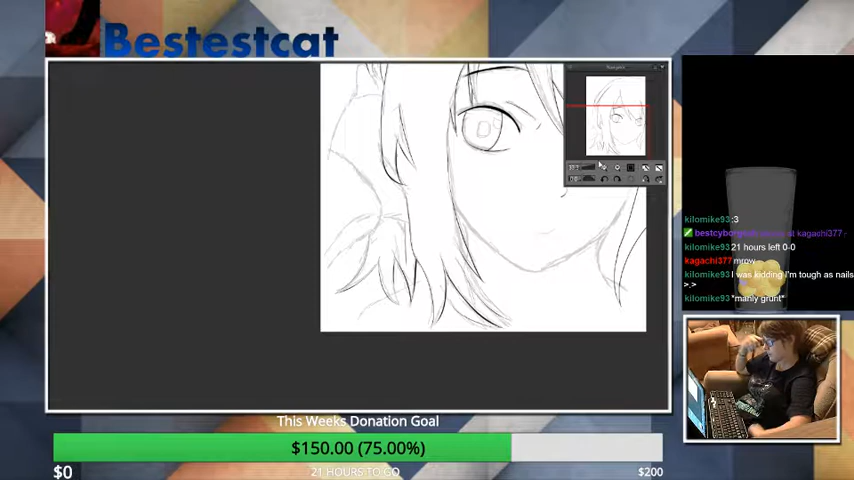 Bestestcat
kilomike93:3
kilomike93 21 hours left 0-0
kagachi377 mrow
kilomike93 I was kidding I'm tough as nails
>.>
kilomike93 *manly grunt*
This Weeks Donation Goal
$150.00 (75.00%)
$0
21 HOURS TO GO
$200